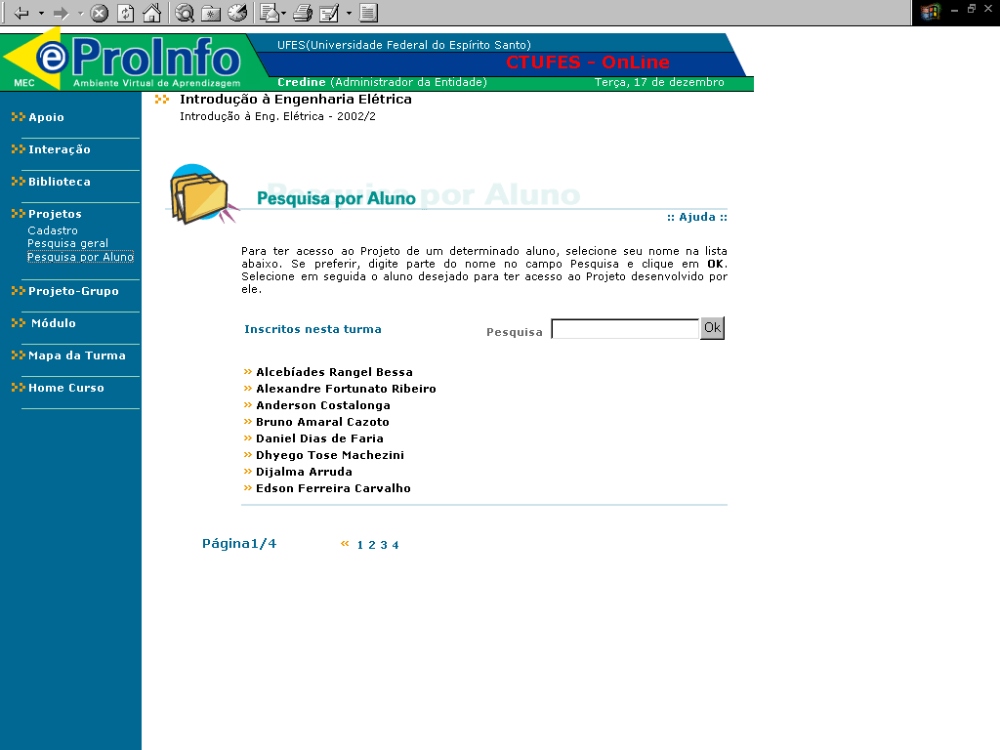 UFES(Universidade Federal do Espírito Santo)
eProInfo
CTUFES - OnLine
MEC
Ambiente Virtual de Aprendizagem
Credine (Administrador da Entidade)
Terça, 17 de dezembro
Introdução à Engenharia Elétrica
Introdução à Eng. Elétrica - 2002/2
Apoio
Interação
Biblioteca
Projetos
Cadastro
Pesquisa geral
Pesquisa por Aluno
Projeto-Grupo
Módulo
Mapa da Turma
Home Curso
Pesquisa por Aluno
Pesquisa por Aluno
:: Ajuda ::
Para ter acesso ao Projeto de um determinado aluno, selecione seu nome na lista
abaixo. Se preferir, digite parte do nome no campo Pesquisa e clique em OK.
Selecione em seguida o aluno desejado para ter acesso ao Projeto desenvolvido por
ele.
Inscritos nesta turma
Pesquisa
Ok
» Alcebíades Rangel Bessa
» Alexandre Fortunato Ribeiro
» Anderson Costalonga
» Bruno Amaral Cazoto
» Daniel Dias de Faria
» Dhyego Tose Machezini
» Dijalma Arruda
» Edson Ferreira Carvalho
Página1/4
« 1 2 3 4